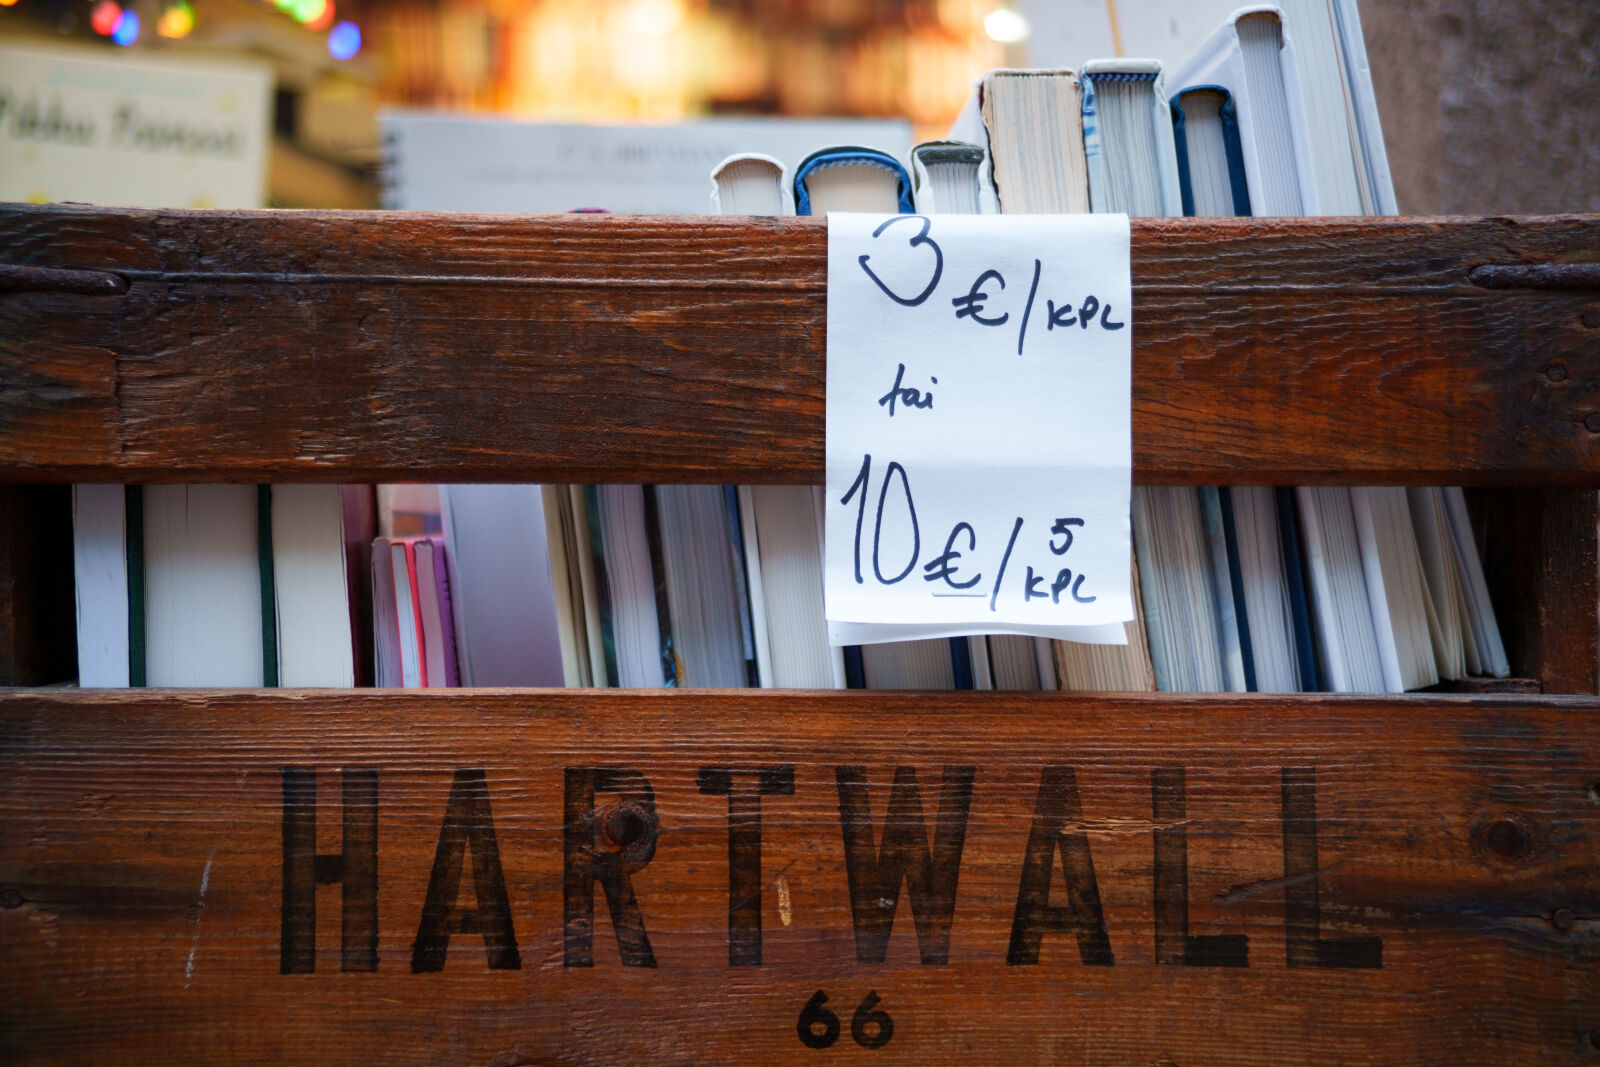 3 €/KPL
tai
10 €/5 KPL
HARTWALL
66